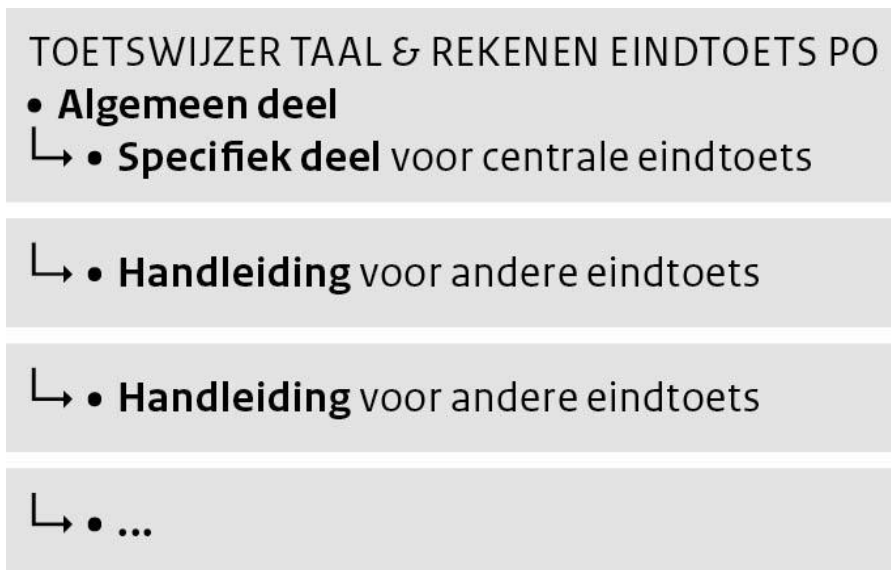 TOETSWIJZER TAAL & REKENEN EINDTOETS PO
• Algemeen deel
↳ • Specifiek deel voor centrale eindtoets
↳ • Handleiding voor andere eindtoets
↳ • Handleiding voor andere eindtoets
↳ • ...